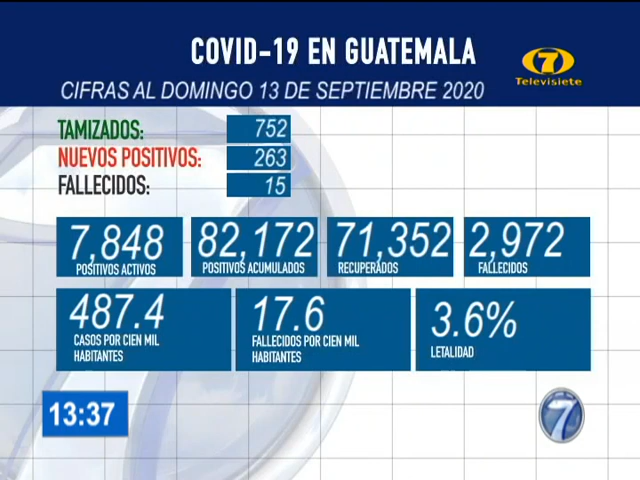 COVID-19 EN GUATEMALA
7
Televisiete
CIFRAS AL DOMINGO 13 DE SEPTIEMBRE 2020
TAMIZADOS: 752
NUEVOS POSITIVOS: 263
FALLECIDOS: 15
7,848 82,172 71,352 2,972
POSITIVOS ACTIVOS POSITIVOS ACUMULADOS RECUPERADOS FALLECIDOS
487.4 17.6 3.6%
CASOS POR CIEN MIL HABITANTES FALLECIDOS POR CIEN MIL HABITANTES LETALIDAD
13:37
7